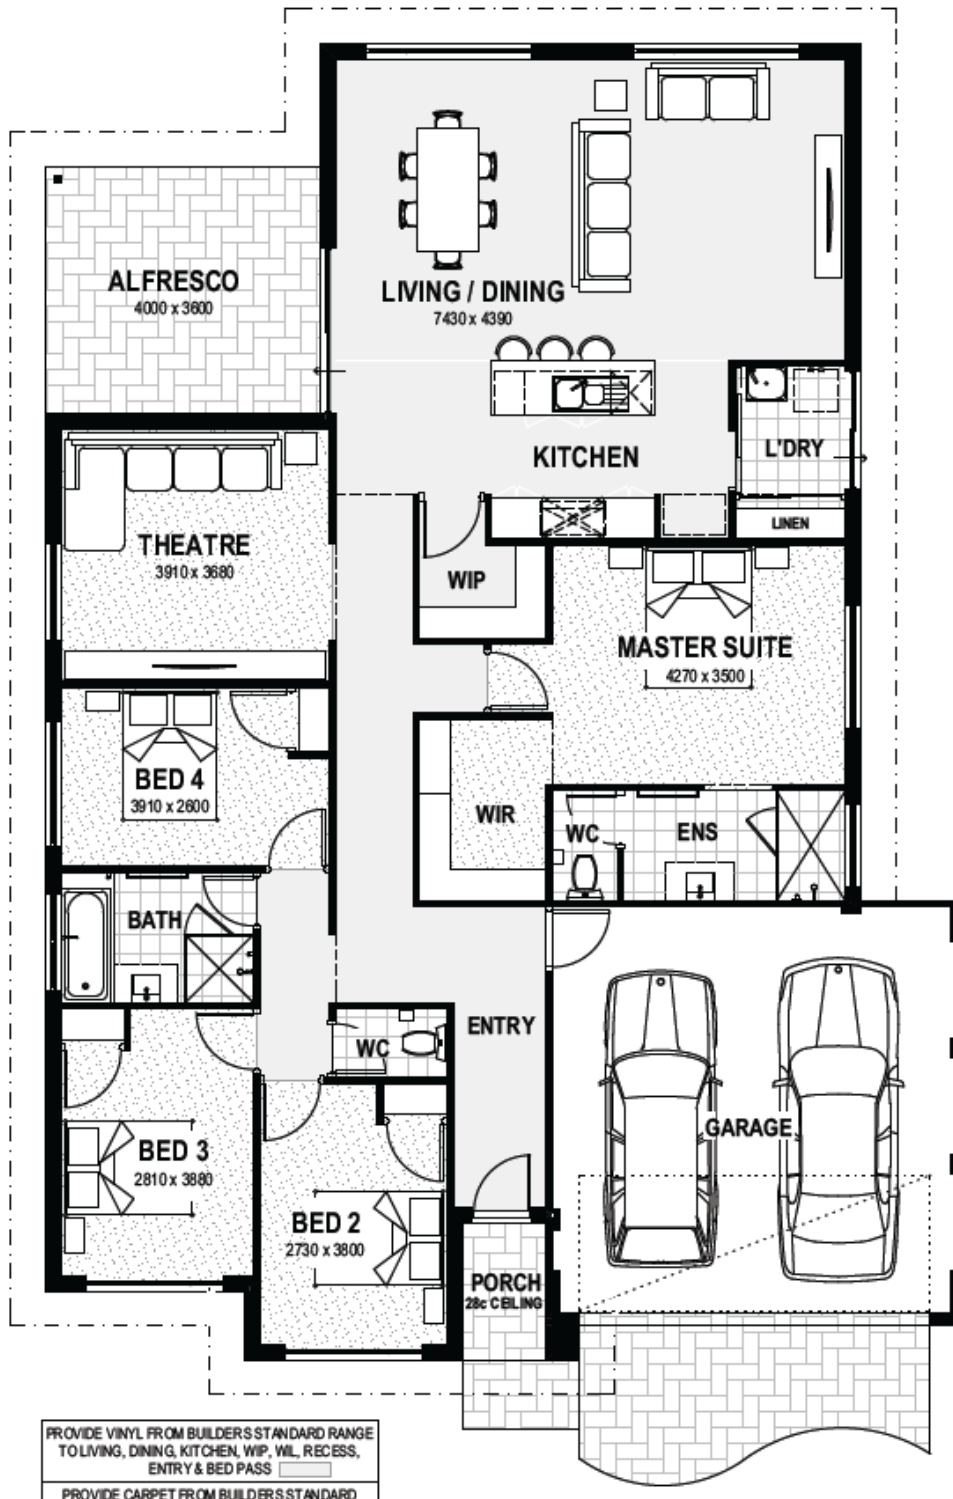 ALFRESCO
4000 x 3600
LIVING / DINING
7430 x 4390
KITCHEN
L'DRY
LINEN
THEATRE
3910 x 3680
WIP
MASTER SUITE
4270 x 3500
BED 4
3910 x 2600
WIR
WC
ENS
BATH
ENTRY
WC
GARAGE
BED 3
2810 x 3880
BED 2
2730 x 3800
PORCH
28c CEILING
PROVIDE VINYL FROM BUILDERS STANDARD RANGE
TO LIVING, DINING, KITCHEN, WIP, WIL, RECESS,
ENTRY & BED PASS
PROVIDE CARPET FROM BUILDERS STANDARD